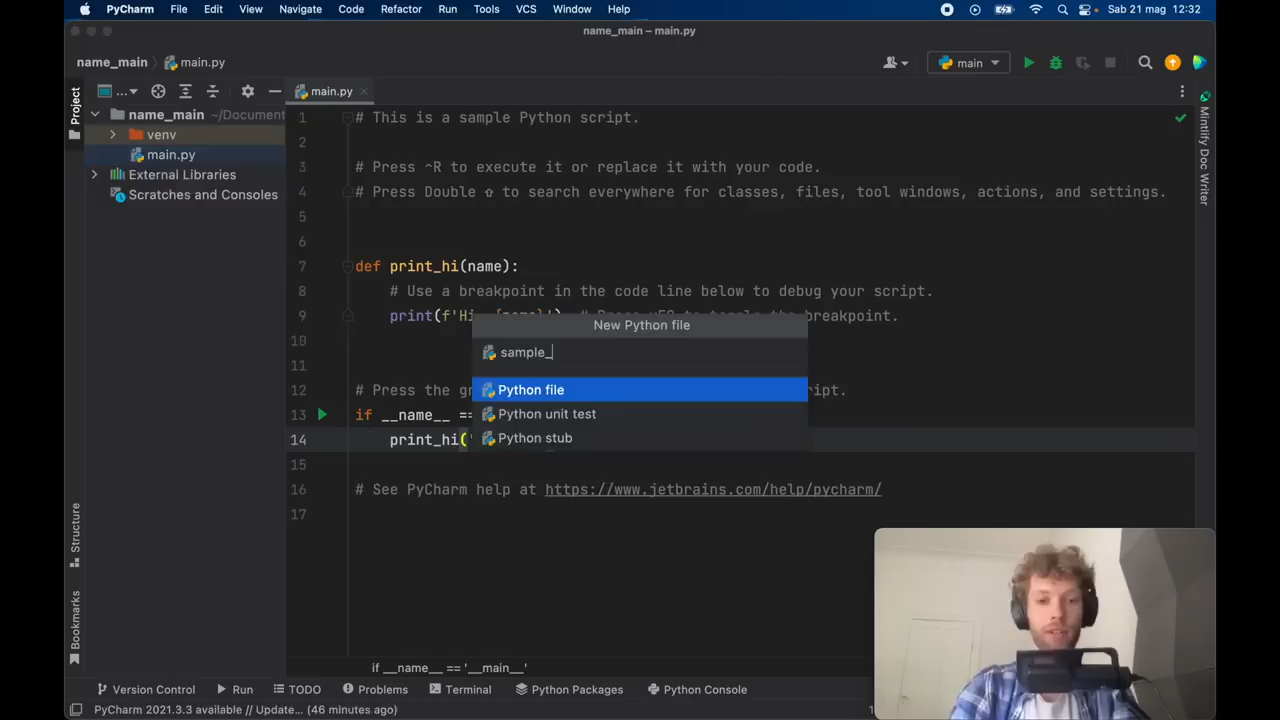 PyCharm File Edit View Navigate Code Refactor Run Tools VCS Window Help Sab 21 mag 12:32
name_main – main.py
name_main main.py main
Project ... main.py
name_main ~/Document
venv
main.py
External Libraries
Scratches and Consoles
1 # This is a sample Python script.
2
3 # Press ^R to execute it or replace it with your code.
4 # Press Double ⇧ to search everywhere for classes, files, tool windows, actions, and settings.
5
6
7 def print_hi(name):
8 # Use a breakpoint in the code line below to debug your script.
9 print(f'Hi, to toggle the breakpoint.
10
11
12 # Press the ipt.
13 if __name__ ==
14 print_hi('
15
16 # See PyCharm help at https://www.jetbrains.com/help/pycharm/
17
New Python file
sample_
Python file
Python unit test
Python stub
Mintlify Doc Writer
Structure
Bookmarks
if __name__ == '__main__'
Version Control Run TODO Problems Terminal Python Packages Python Console
PyCharm 2021.3.3 available // Update... (46 minutes ago)